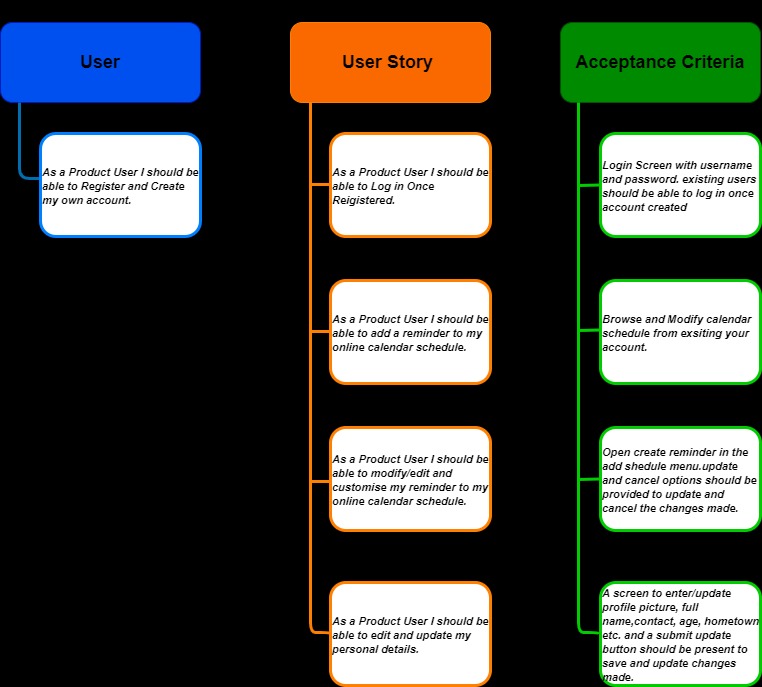 User
As a Product User I should be
able to Register and Create
my own account.
User Story
As a Product User I should be
able to Log in Once
Reigistered.
As a Product User I should be
able to add a reminder to my
online calendar schedule.
As a Product User I should be
able to modify/edit and
customise my reminder to my
online calendar schedule.
As a Product User I should be
able to edit and update my
personal details.
Acceptance Criteria
Login Screen with username
and password. existing users
should be able to log in once
account created
Browse and Modify calendar
schedule from exsiting your
account.
Open create reminder in the
add shedule menu.update
and cancel options should be
provided to update and
cancel the changes made.
A screen to enter/update
profile picture, full
name,contact, age, hometown
etc. and a submit update
button should be present to
save and update changes
made.